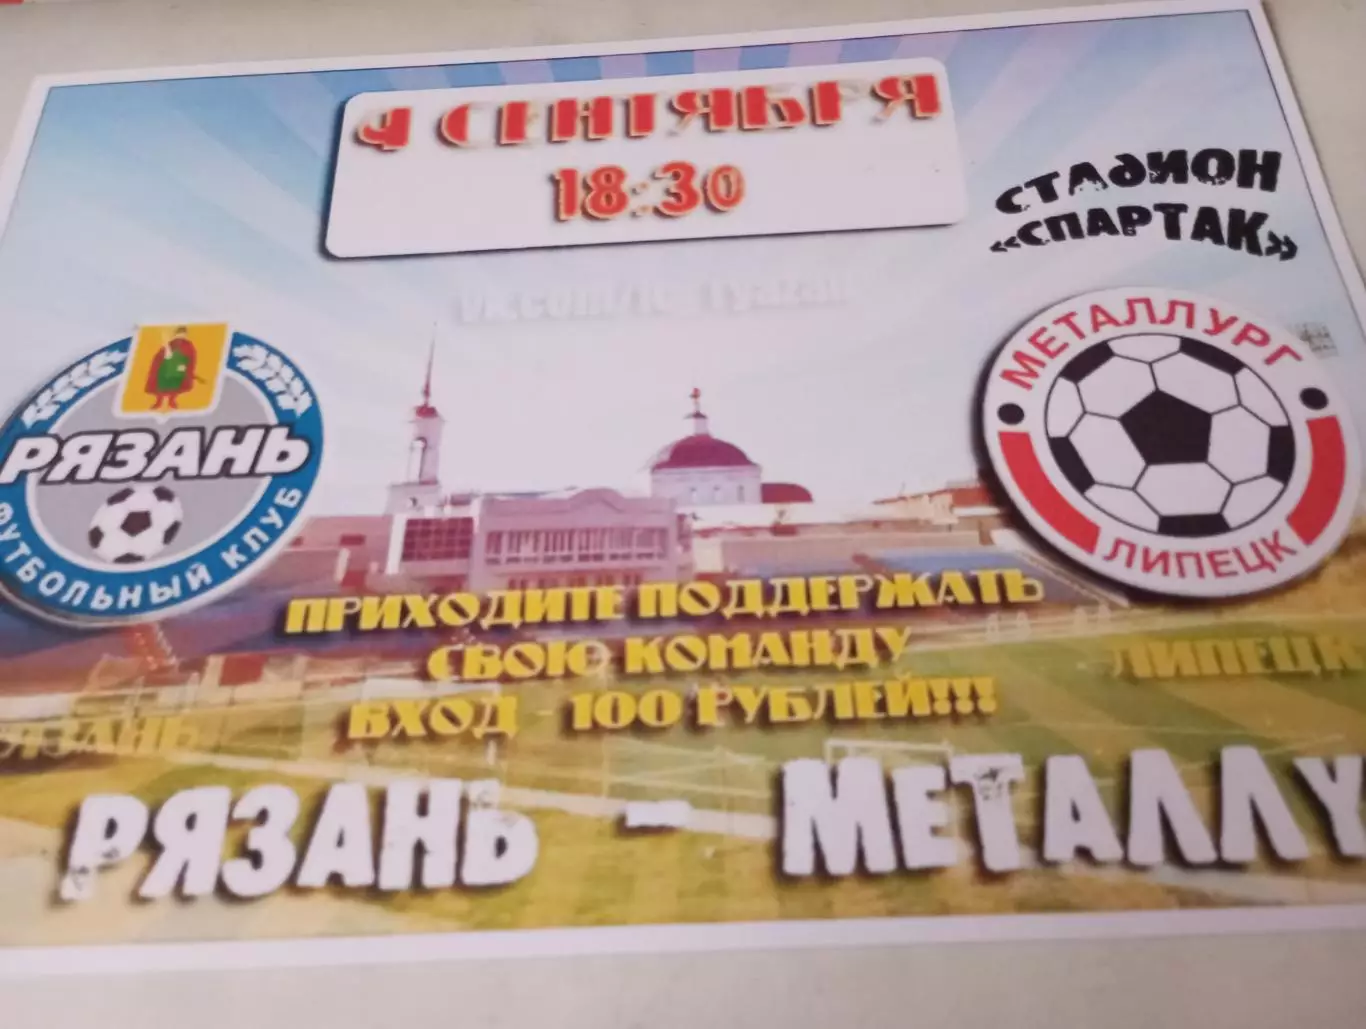 4 СЕНТЯБРЯ
18:30
СТАДИОН
«СПАРТАК»
РЯЗАНЬ
ФУТБОЛЬНЫЙ КЛУБ
МЕТАЛЛУРГ
ЛИПЕЦК
ПРИХОДИТЕ ПОДДЕРЖАТЬ
СВОЮ КОМАНДУ
ВХОД - 100 РУБЛЕЙ!!!
РЯЗАНЬ
ЛИПЕЦК
РЯЗАНЬ - МЕТАЛЛУ